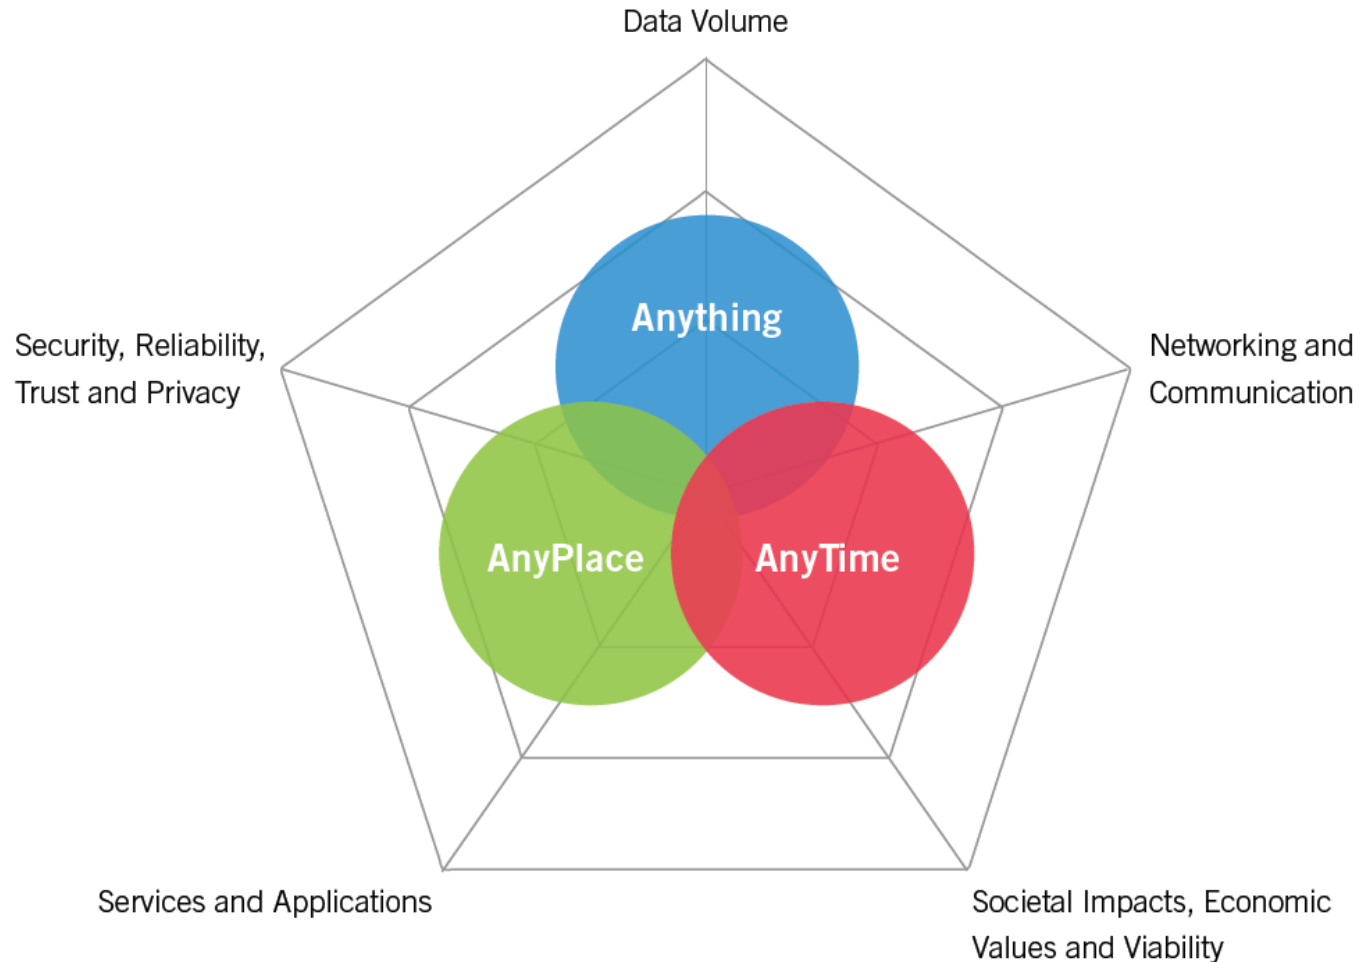 Data Volume
Anything
Security, Reliability,
Trust and Privacy
Networking and
Communication
AnyPlace
AnyTime
Services and Applications
Societal Impacts, Economic
Values and Viability